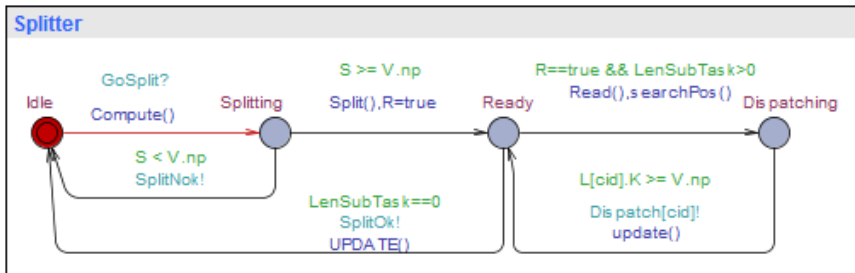 Splitter
GoSplit?
S >= V.np
R==true && LenSubTask>0
Read(),searchPos()
Idle
Compute()
Splitting
Split(),R=true
Ready
Dispatching
S < V.np
SplitNok!
L[cid].K >= V.np
LenSubTask==0
SplitOk!
UPDATE()
Dispatch[cid]!
update()